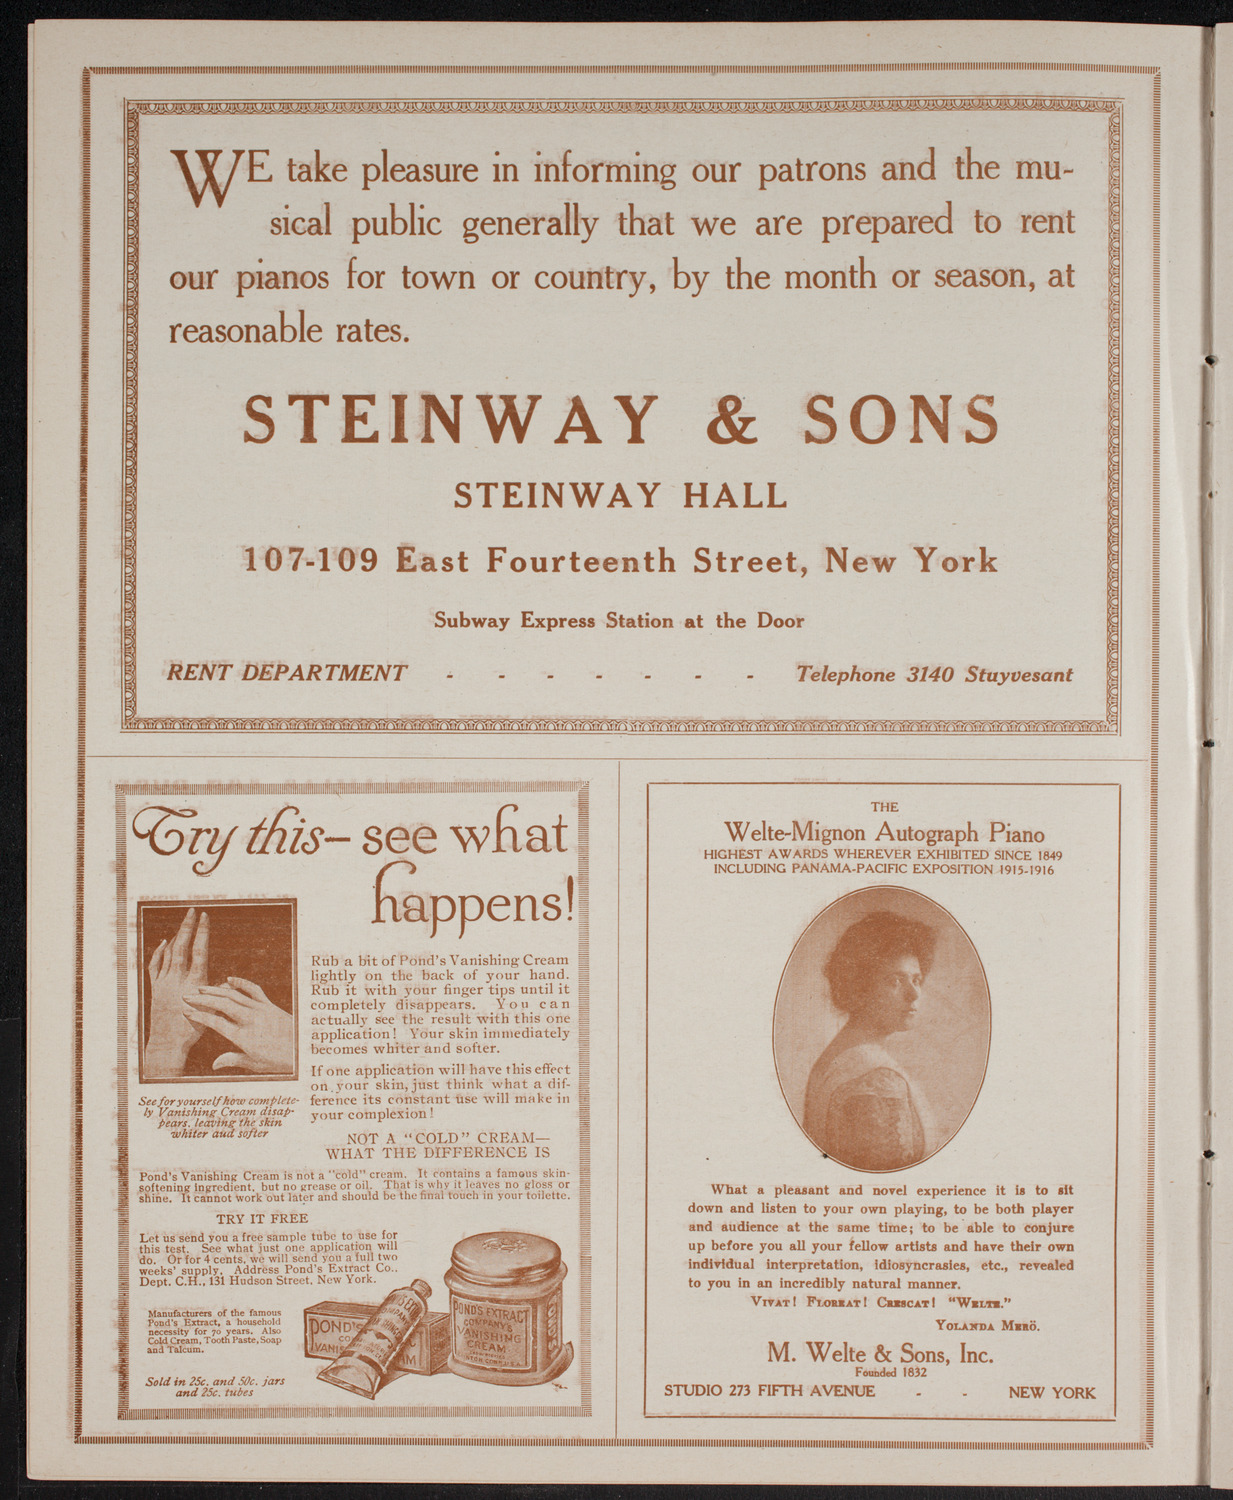 WE take pleasure in informing our patrons and the mu-
sical public generally that we are prepared to rent
our pianos for town or country, by the month or season, at
reasonable rates.
STEINWAY & SONS
STEINWAY HALL
107-109 East Fourteenth Street, New York
Subway Express Station at the Door
RENT DEPARTMENT - - - - - - - Telephone 3140 Stuyvesant
Try this— see what
happens!
Rub a bit of Pond's Vanishing Cream
lightly on the back of your hand.
Rub it with your finger tips until it
completely disappears. You can
actually see the result with this one
application! Your skin immediately
becomes whiter and softer.
If one application will have this effect
on your skin, just think what a dif-
ference its constant use will make in
your complexion!
See for yourself how complete-
ly Vanishing Cream disap-
pears, leaving the skin
whiter and softer
NOT A "COLD" CREAM—
WHAT THE DIFFERENCE IS
Pond's Vanishing Cream is not a "cold" cream. It contains a famous skin-
softening ingredient, but no grease or oil. That is why it leaves no gloss or
shine. It cannot work out later and should be the final touch in your toilette.
TRY IT FREE
Let us send you a free sample tube to use for
this test. See what just one application will
do. Or for 4 cents, we will send you a full two
weeks' supply. Address Pond's Extract Co.,
Dept. C.H., 131 Hudson Street, New York.
Manufacturers of the famous
Pond's Extract, a household
necessity for 70 years. Also
Cold Cream, Tooth Paste, Soap
and Talcum.
Sold in 25c. and 50c. jars
and 25c. tubes
POND'S
CO
VANIS
POND'S EXTRACT
COMPANY'S
VANISHING
CREAM
THE
Welte-Mignon Autograph Piano
HIGHEST AWARDS WHEREVER EXHIBITED SINCE 1849
INCLUDING PANAMA-PACIFIC EXPOSITION 1915-1916
What a pleasant and novel experience it is to sit
down and listen to your own playing, to be both player
and audience at the same time; to be able to conjure
up before you all your fellow artists and have their own
individual interpretation, idiosyncrasies, etc., revealed
to you in an incredibly natural manner.
VIVAT! FLOREAT! CRESCAT! "WELTE."
YOLANDA MERÖ.
M. Welte & Sons, Inc.
Founded 1832
STUDIO 273 FIFTH AVENUE - - NEW YORK